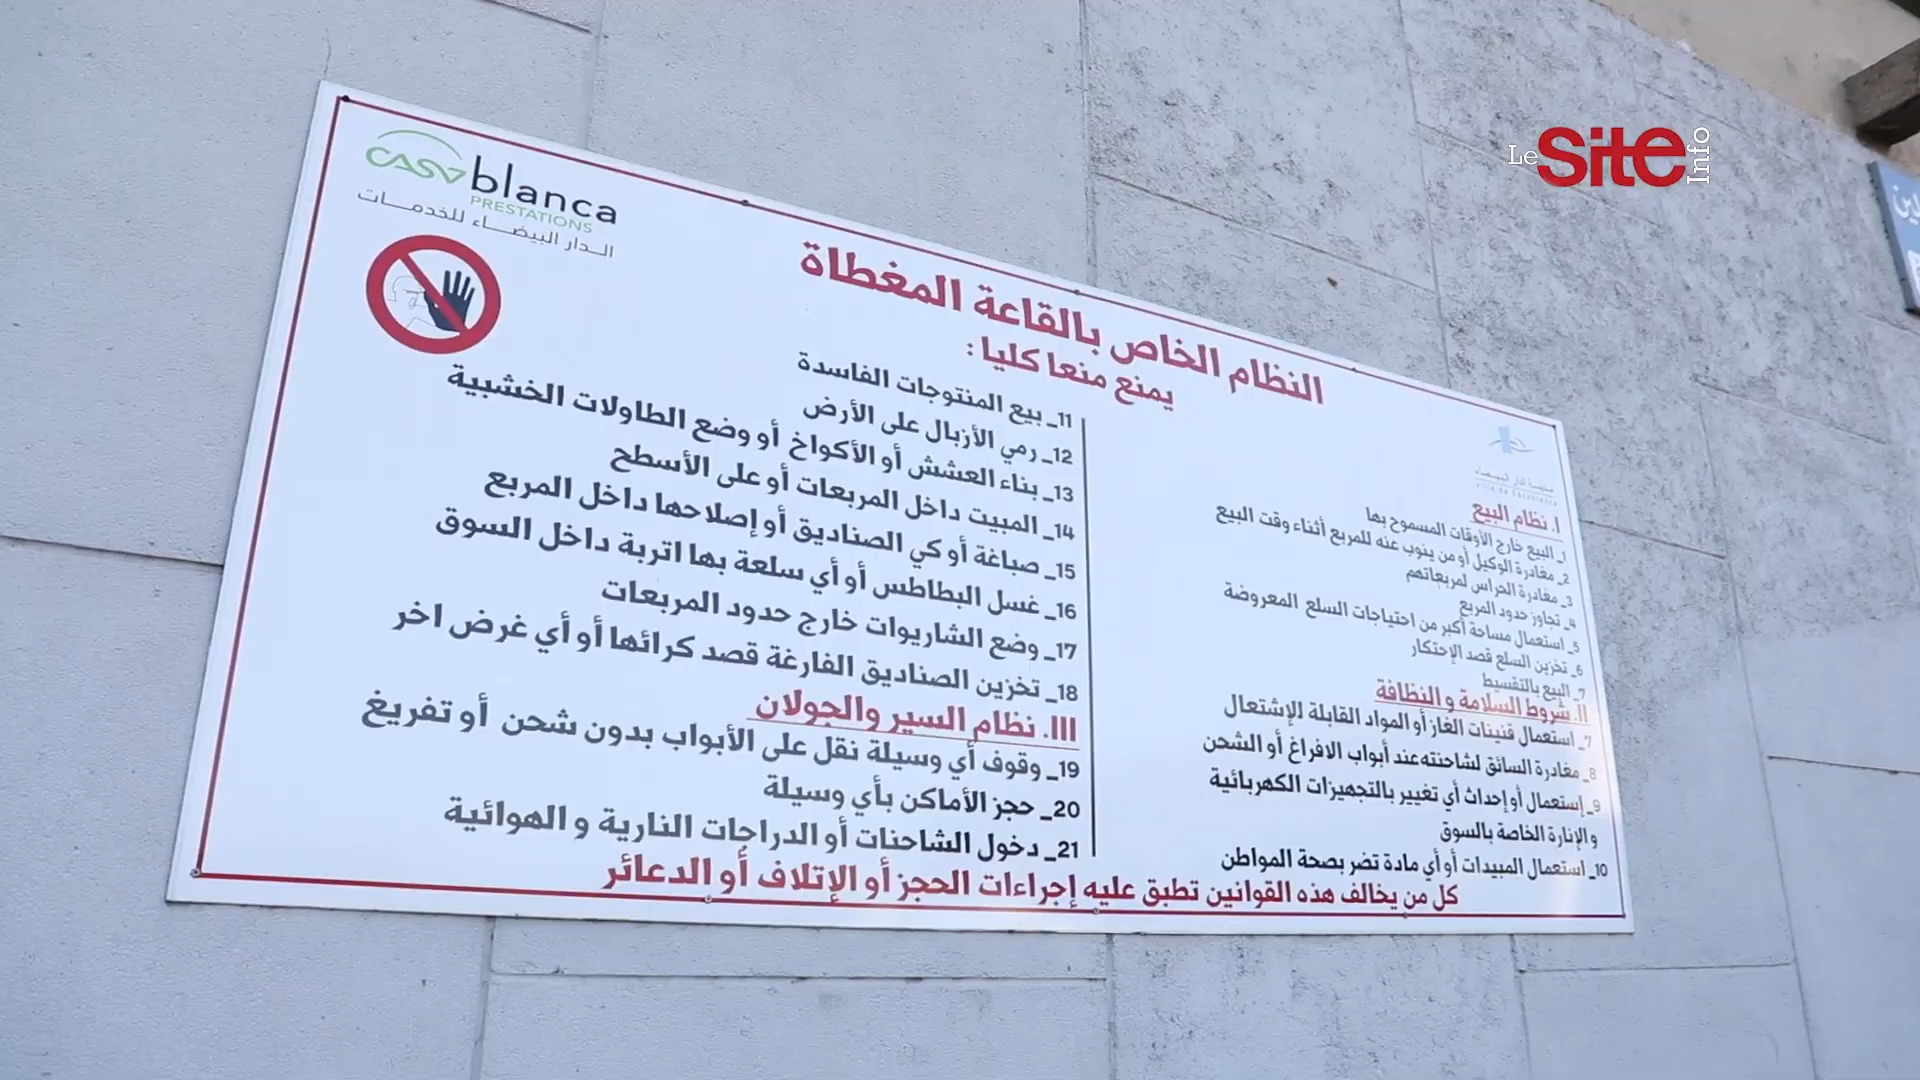 Le Site Info
CASA blanca
PRESTATIONS
الدار البيضاء للخدمات
النظام الخاص بالقاعة المغطاة
يمنع منعا كليا :
مدينة الدار البيضاء
Ville de Casablanca
I. نظام البيع
1_ البيع خارج الأوقات المسموح بها
2_ مغادرة الوكيل أو من ينوب عنه للمربع أثناء وقت البيع
3_ مغادرة الحراس لمربعاتهم
4_ تجاوز حدود المربع
5_ استعمال مساحة أكبر من احتياجات السلع المعروضة
6_ تخزين السلع قصد الإحتكار
7_ البيع بالتقسيط
II. شروط السلامة و النظافة
7_ استعمال قنينات الغاز أو المواد القابلة للإشتعال
8_ مغادرة السائق لشاحنته عند أبواب الافراغ أو الشحن
9_ إستعمال أو إحداث أي تغيير بالتجهيزات الكهربائية
و الإنارة الخاصة بالسوق
10_ استعمال المبيدات أو أي مادة تضر بصحة المواطن
11_ بيع المنتوجات الفاسدة
12_ رمي الأزبال على الأرض
13_ بناء العشش أو الأكواخ أو وضع الطاولات الخشبية
14_ المبيت داخل المربعات أو على الأسطح
15_ صباغة أو كي الصناديق أو إصلاحها داخل المربع
16_ غسل البطاطس أو أي سلعة بها اتربة داخل السوق
17_ وضع الشاريوات خارج حدود المربعات
18_ تخزين الصناديق الفارغة قصد كرائها أو أي غرض اخر
III. نظام السير والجولان
19_ وقوف أي وسيلة نقل على الأبواب بدون شحن أو تفريغ
20_ حجز الأماكن بأي وسيلة
21_ دخول الشاحنات أو الدراجات النارية و الهوائية
كل من يخالف هذه القوانين تطبق عليه إجراءات الحجز أو الإتلاف أو الدعائر